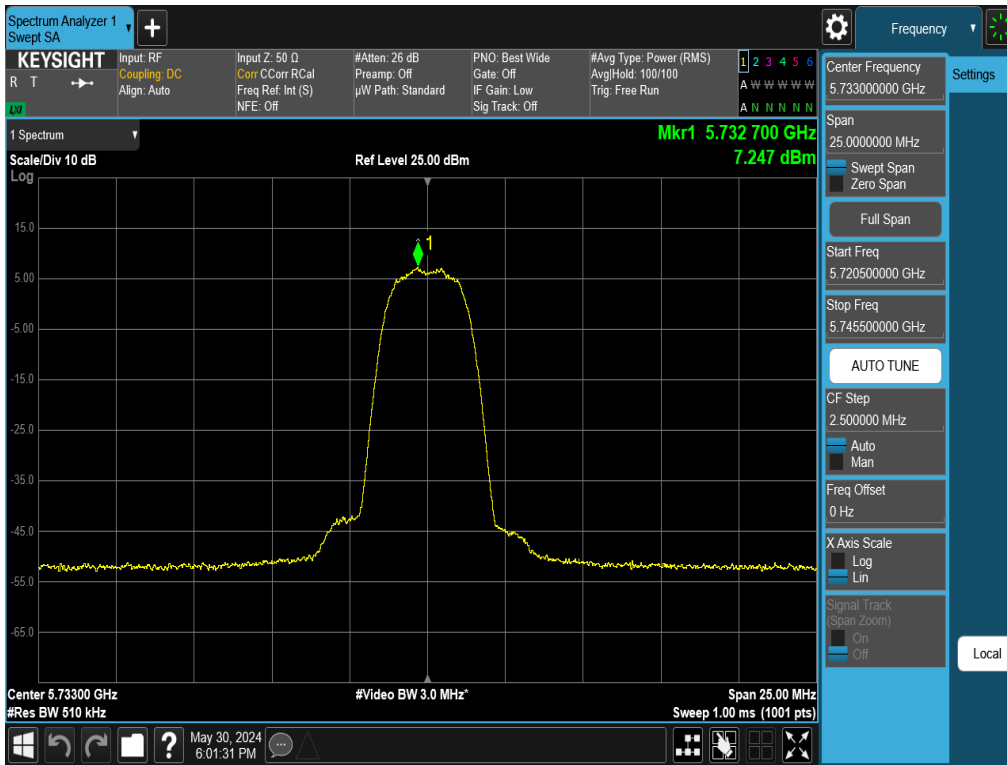 Spectrum Analyzer 1
Swept SA
+
Frequency
KEYSIGHT
R T
LXI
Input: RF
Coupling: DC
Align: Auto
Input Z: 50 Ω
Corr CCorr RCal
Freq Ref: Int (S)
NFE: Off
#Atten: 26 dB
Preamp: Off
µW Path: Standard
PNO: Best Wide
Gate: Off
IF Gain: Low
Sig Track: Off
#Avg Type: Power (RMS)
Avg|Hold: 100/100
Trig: Free Run
1 2 3 4 5 6
A W W W W W
A N N N N N
1 Spectrum
Scale/Div 10 dB
Log
Ref Level 25.00 dBm
Mkr1 5.732 700 GHz
7.247 dBm
1
15.0
5.00
-5.00
-15.0
-25.0
-35.0
-45.0
-55.0
-65.0
Center 5.73300 GHz
#Res BW 510 kHz
#Video BW 3.0 MHz*
Span 25.00 MHz
Sweep 1.00 ms (1001 pts)
Center Frequency
5.733000000 GHz
Settings
Span
25.0000000 MHz
Swept Span
Zero Span
Full Span
Start Freq
5.720500000 GHz
Stop Freq
5.745500000 GHz
AUTO TUNE
CF Step
2.500000 MHz
Auto
Man
Freq Offset
0 Hz
X Axis Scale
Log
Lin
Signal Track
(Span Zoom)
On
Off
Local
?
May 30, 2024
6:01:31 PM